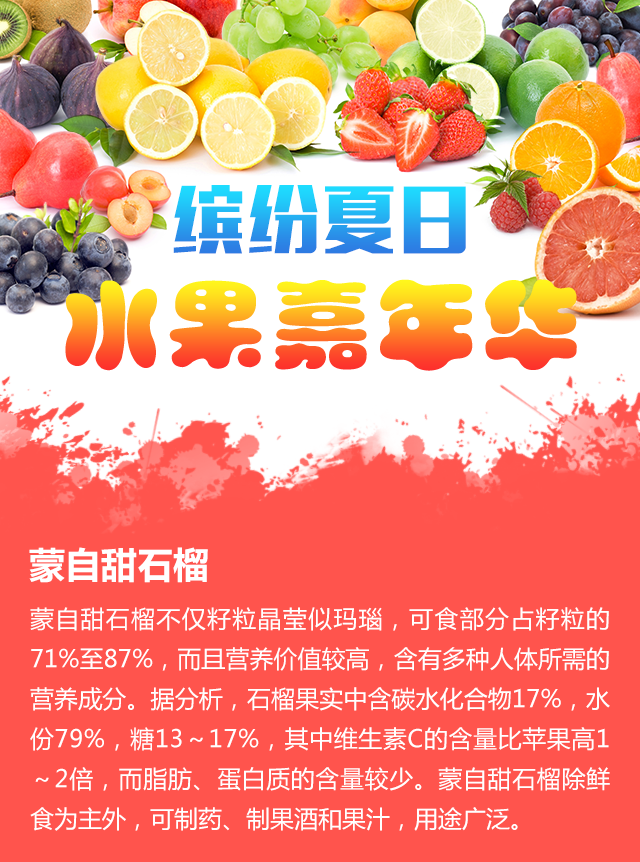 缤纷夏日
水果嘉年华
蒙自甜石榴
蒙自甜石榴不仅籽粒晶莹似玛瑙，可食部分占籽粒的
71%至87%，而且营养价值较高，含有多种人体所需的
营养成分。据分析，石榴果实中含碳水化合物17%，水
份79%，糖13～17%，其中维生素C的含量比苹果高1
～2倍，而脂肪、蛋白质的含量较少。蒙自甜石榴除鲜
食为主外，可制药、制果酒和果汁，用途广泛。